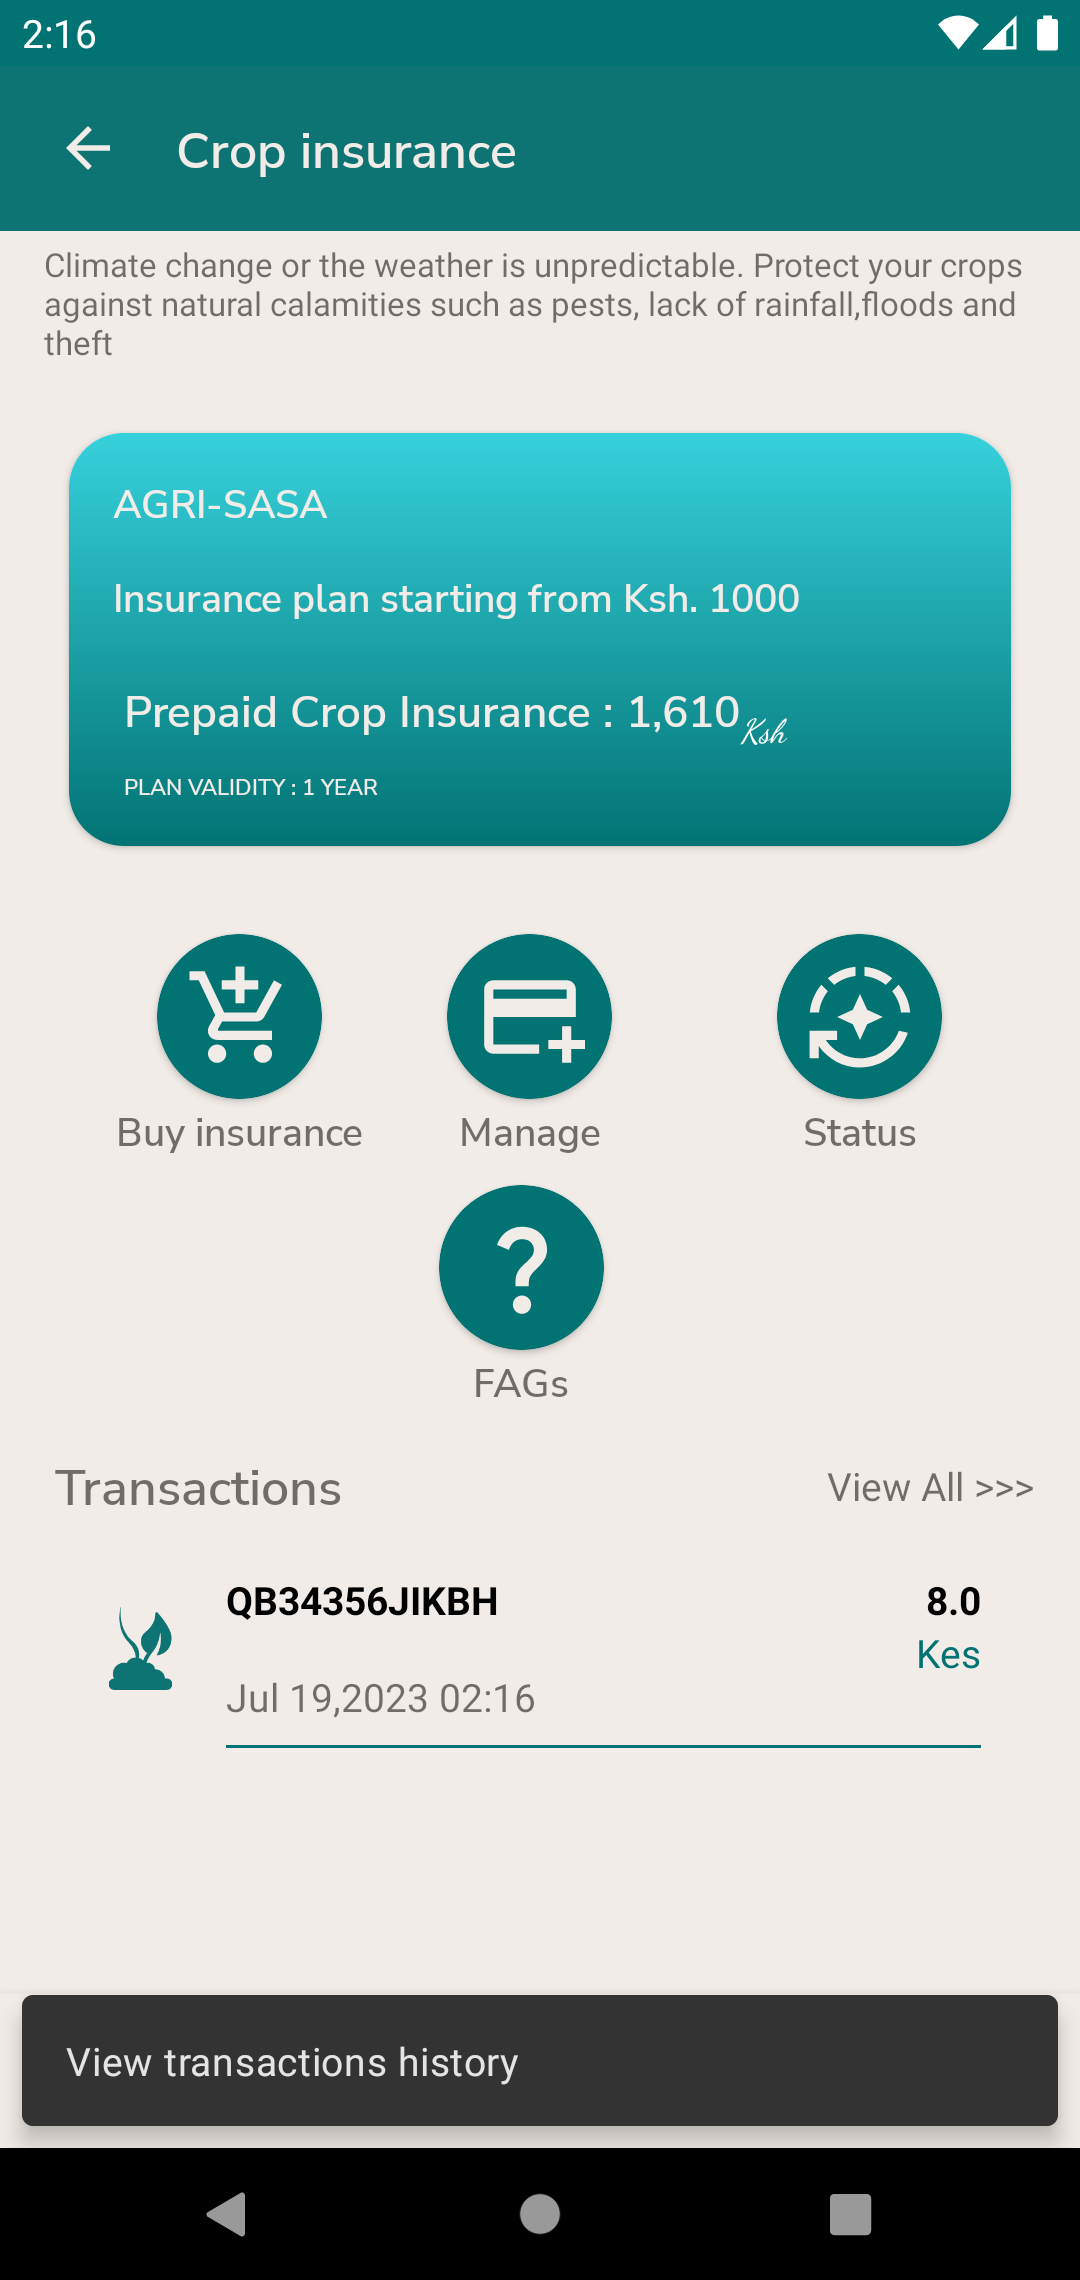 2:16
Crop insurance
Climate change or the weather is unpredictable. Protect your crops
against natural calamities such as pests, lack of rainfall,floods and
theft
AGRI-SASA
Insurance plan starting from Ksh. 1000
Prepaid Crop Insurance : 1,610 Ksh
PLAN VALIDITY : 1 YEAR
Buy insurance
Manage
Status
FAGs
Transactions
View All >>>
QB34356JIKBH
8.0
Kes
Jul 19,2023 02:16
View transactions history